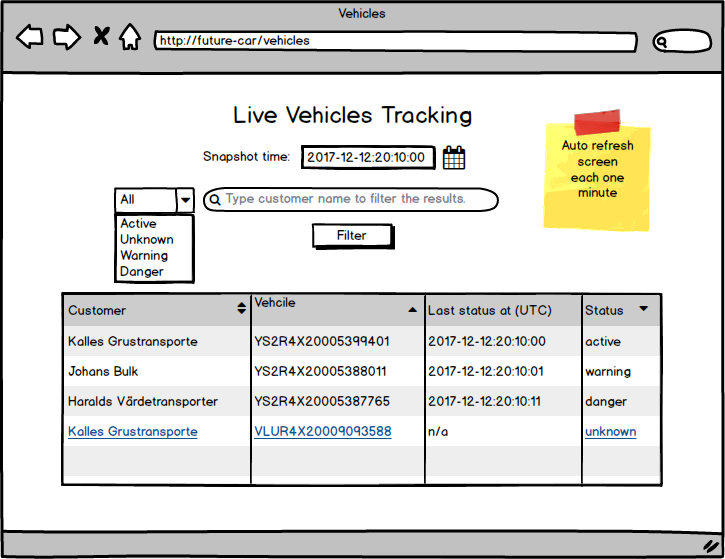 Vehicles
http://future-car/vehicles
Live Vehicles Tracking
Auto refresh
screen
each one
minute
Snapshot time: 2017-12-12:20:10:00
All Type customer name to filter the results.
Active
Unknown
Warning
Danger
Filter
Customer Vehcile Last status at (UTC) Status
Kalles Grustransporte YS2R4X20005399401 2017-12-12:20:10:00 active
Johans Bulk YS2R4X20005388011 2017-12-12:20:10:01 warning
Haralds Värdetransporter YS2R4X20005387765 2017-12-12:20:10:11 danger
Kalles Grustransporte VLUR4X20009093588 n/a unknown